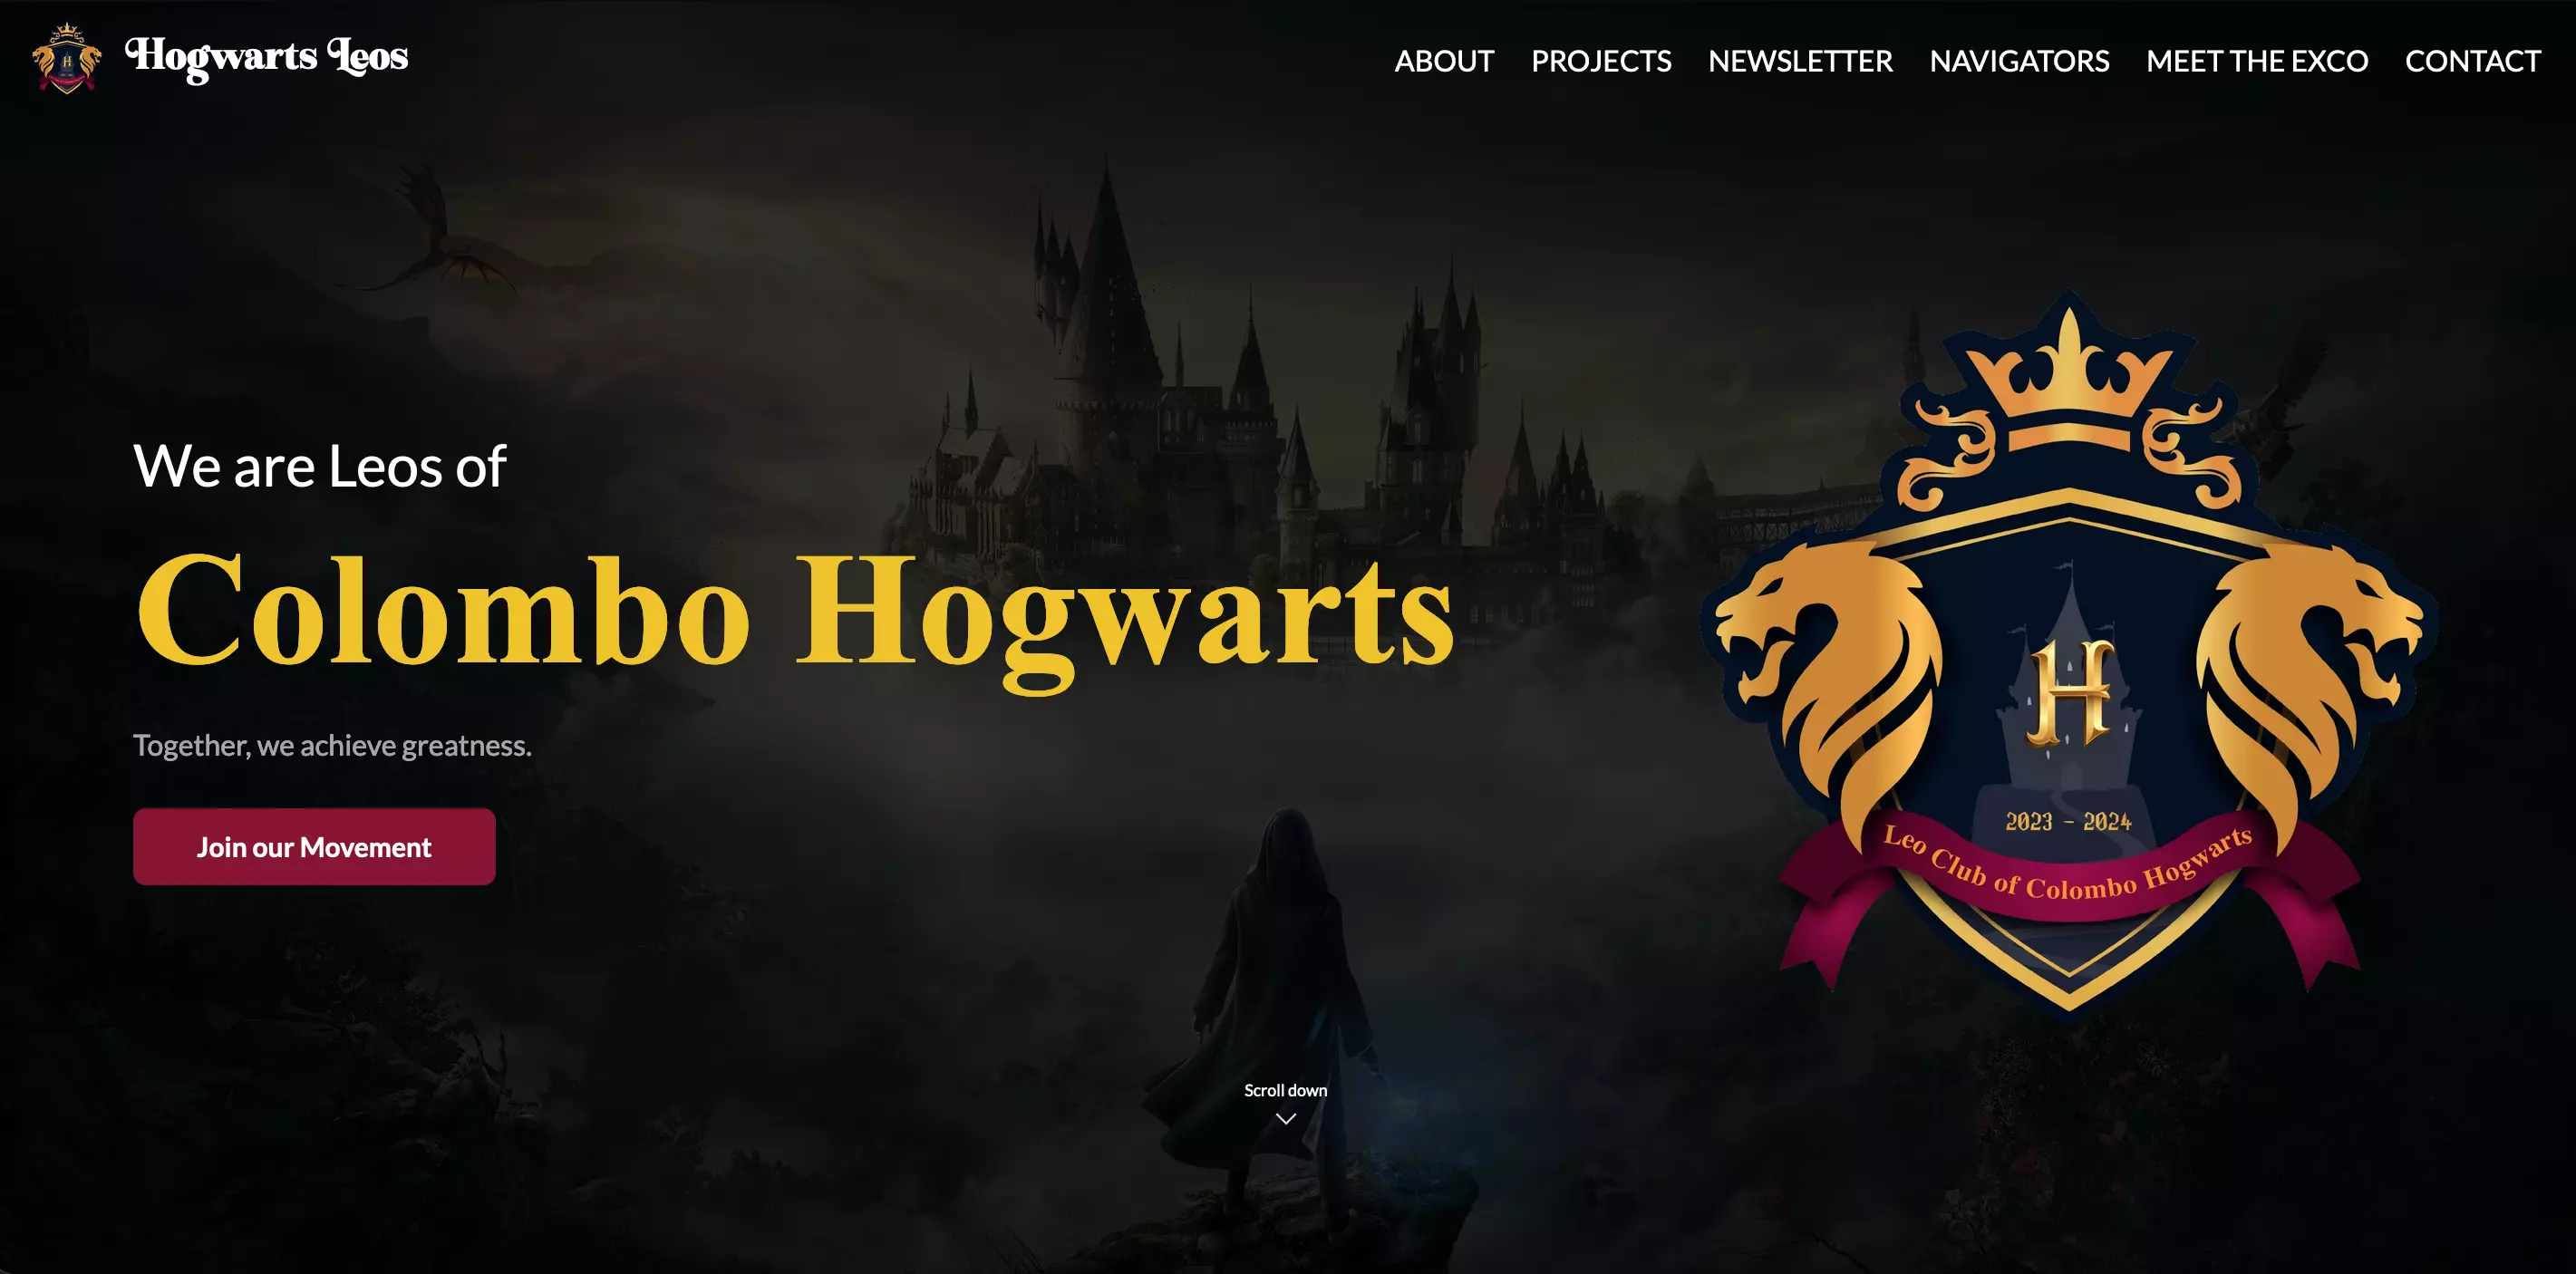 Hogwarts Leos
ABOUT PROJECTS NEWSLETTER NAVIGATORS MEET THE EXCO CONTACT
We are Leos of
Colombo Hogwarts
Together, we achieve greatness.
Join our Movement
H
2023 - 2024
Leo Club of Colombo Hogwarts
Scroll down